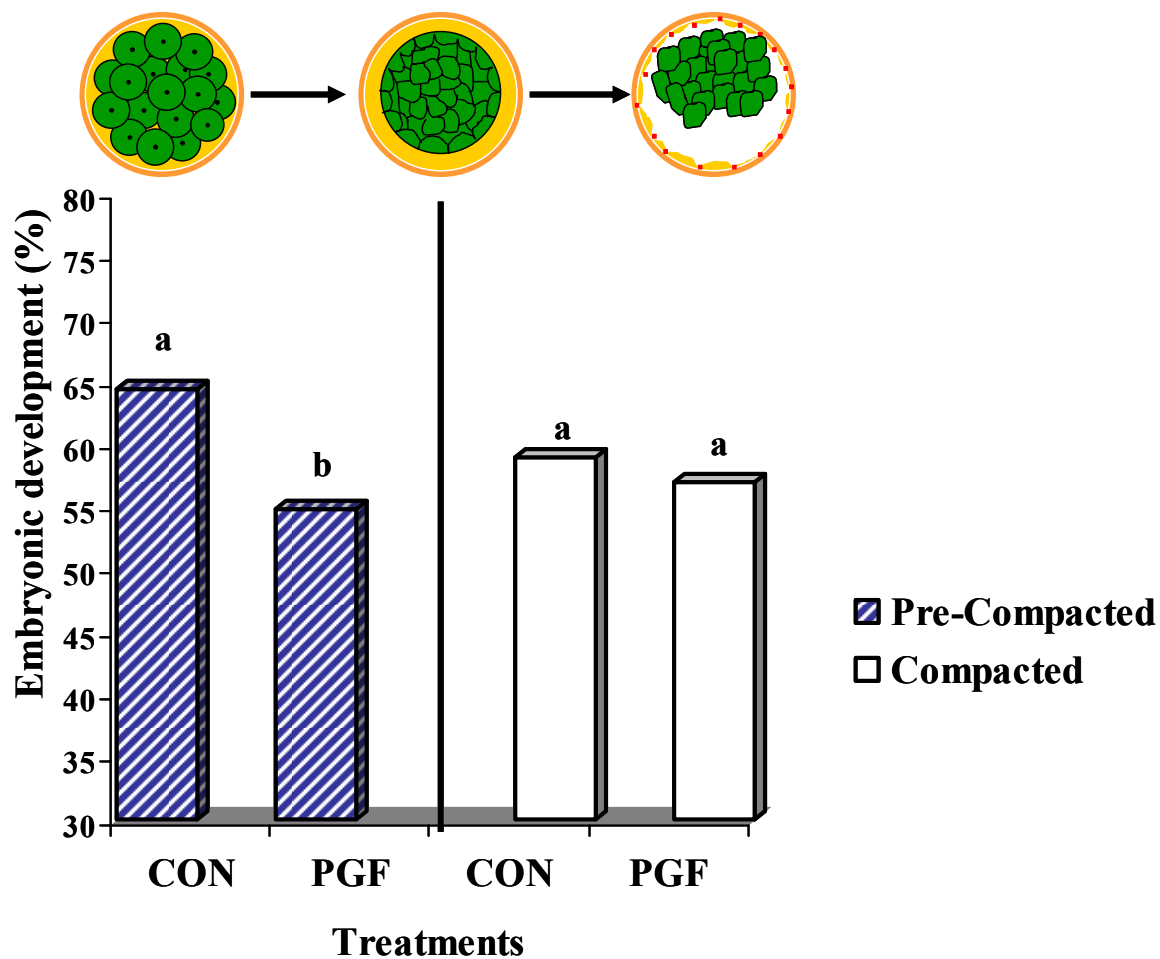 Embryonic development (%)
80
75
70
65
60
55
50
45
40
35
30
a
b
a
a
CON
PGF
CON
PGF
Treatments
Pre-Compacted
Compacted